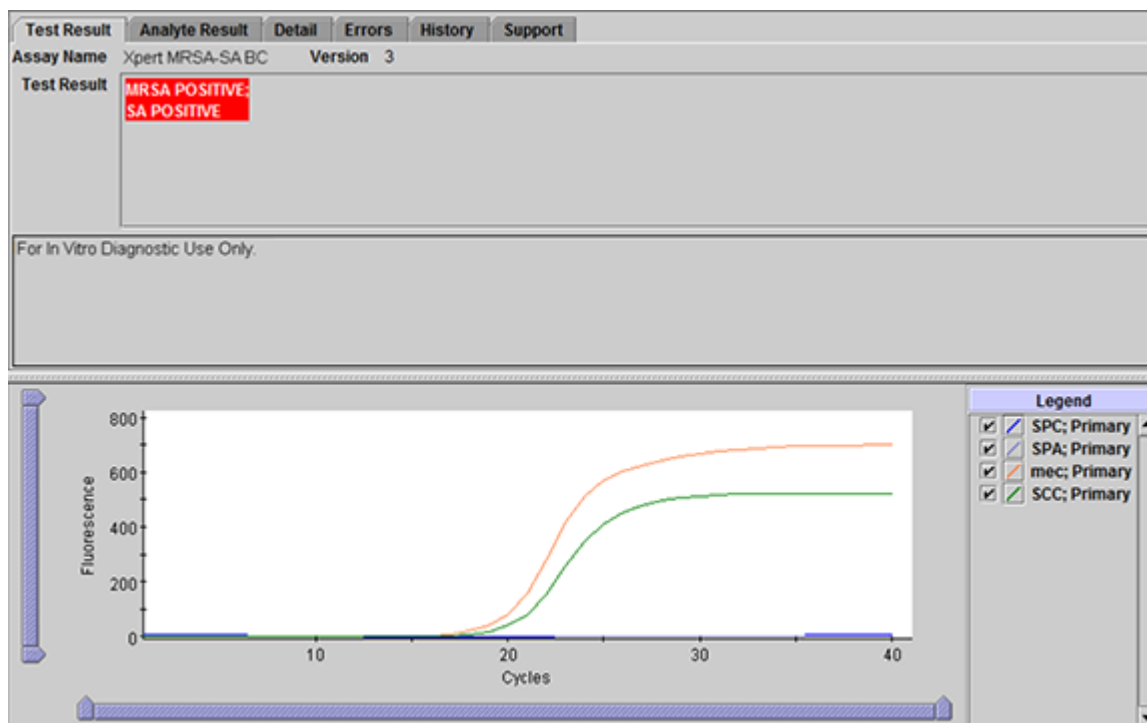 Test Result Analyte Result Detail Errors History Support
Assay Name Xpert MRSA-SA BC Version 3
Test Result MRSA POSITIVE;
SA POSITIVE
For In Vitro Diagnostic Use Only.
Legend
SPC; Primary
SPA; Primary
mec; Primary
SCC; Primary
800
600
400
200
0
Fluorescence
10 20 30 40
Cycles